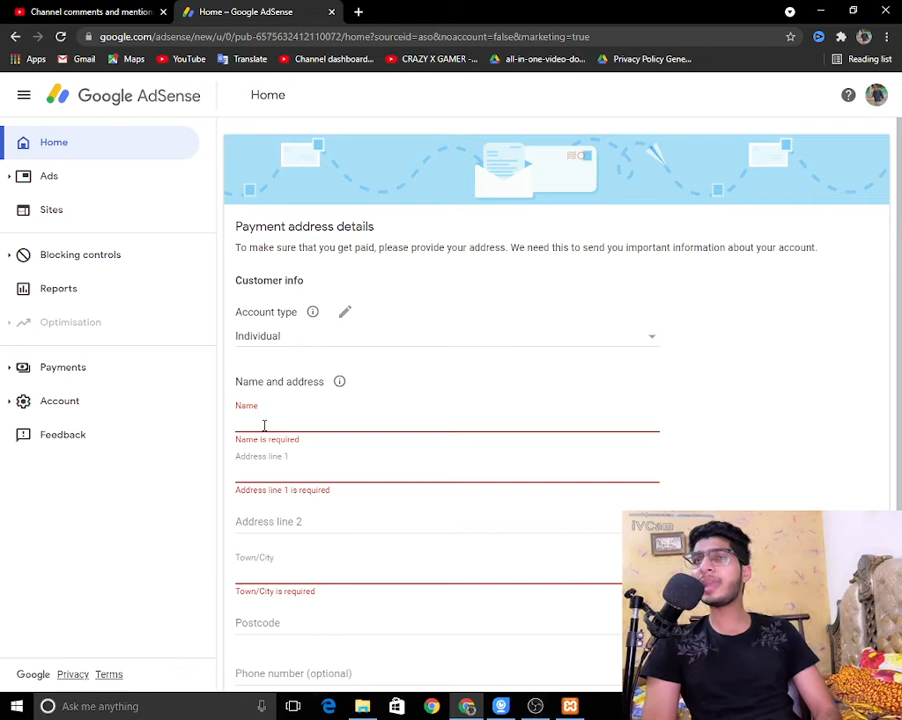 Channel comments and mention
Home – Google AdSense
google.com/adsense/new/u/0/pub-6575632412110072/home?sourceid=aso&noaccount=false&marketing=true
Apps
Gmail
Maps
YouTube
Translate
Channel dashboard...
CRAZY X GAMER -...
all-in-one-video-do...
Privacy Policy Gene...
Reading list
Google AdSense
Home
Home
Ads
Sites
Blocking controls
Reports
Optimisation
Payments
Account
Feedback
Payment address details
To make sure that you get paid, please provide your address. We need this to send you important information about your account.
Customer info
Account type
Individual
Name and address
Name
Name is required
Address line 1
Address line 1 is required
Address line 2
Town/City
Town/City is required
Postcode
Phone number (optional)
iVCam
Google
Privacy
Terms
Ask me anything